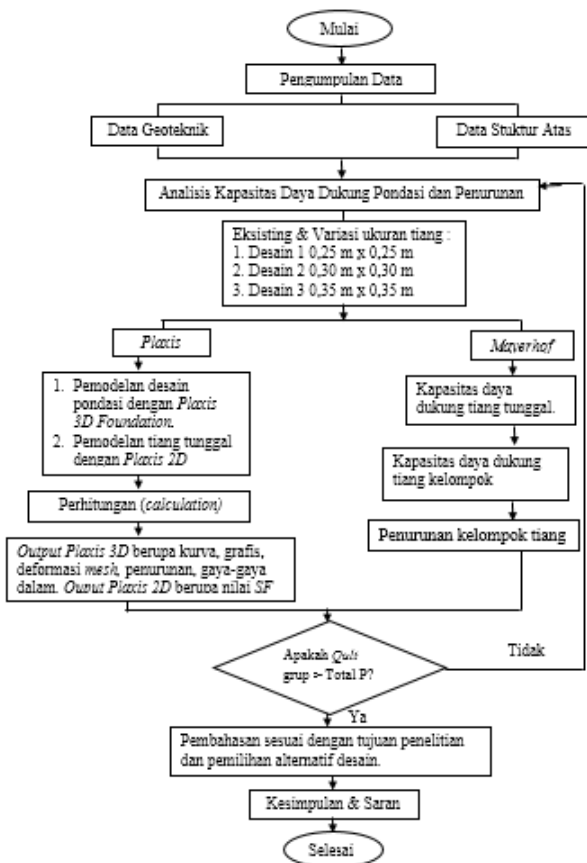 Mulai
Pengumpulan Data
Data Geoteknik
Data Stuktur Atas
Analisis Kapasitas Daya Dukung Pondasi dan Penurunan
Eksisting & Variasi ukuran tiang :
1. Desain 1 0,25 m x 0,25 m
2. Desain 2 0,30 m x 0,30 m
3. Desain 3 0,35 m x 0,35 m
Plaxis
1. Pemodelan desain
pondasi dengan Plaxis
3D Foundation.
2. Pemodelan tiang tunggal
dengan Plaxis 2D
Perhitungan (calculation)
Output Plaxis 3D berupa kurva, grafis,
deformasi mesh, penurunan, gaya-gaya
dalam. Ouput Plaxis 2D berupa nilai SF
Mayerhof
Kapasitas daya
dukung tiang tunggal.
Kapasitas daya dukung
tiang kelompok
Penurunan kelompok tiang
Apakah Qult
grup > Total P?
Tidak
Ya
Pembahasan sesuai dengan tujuan penelitian
dan pemilihan alternatif desain.
Kesimpulan & Saran
Selesai